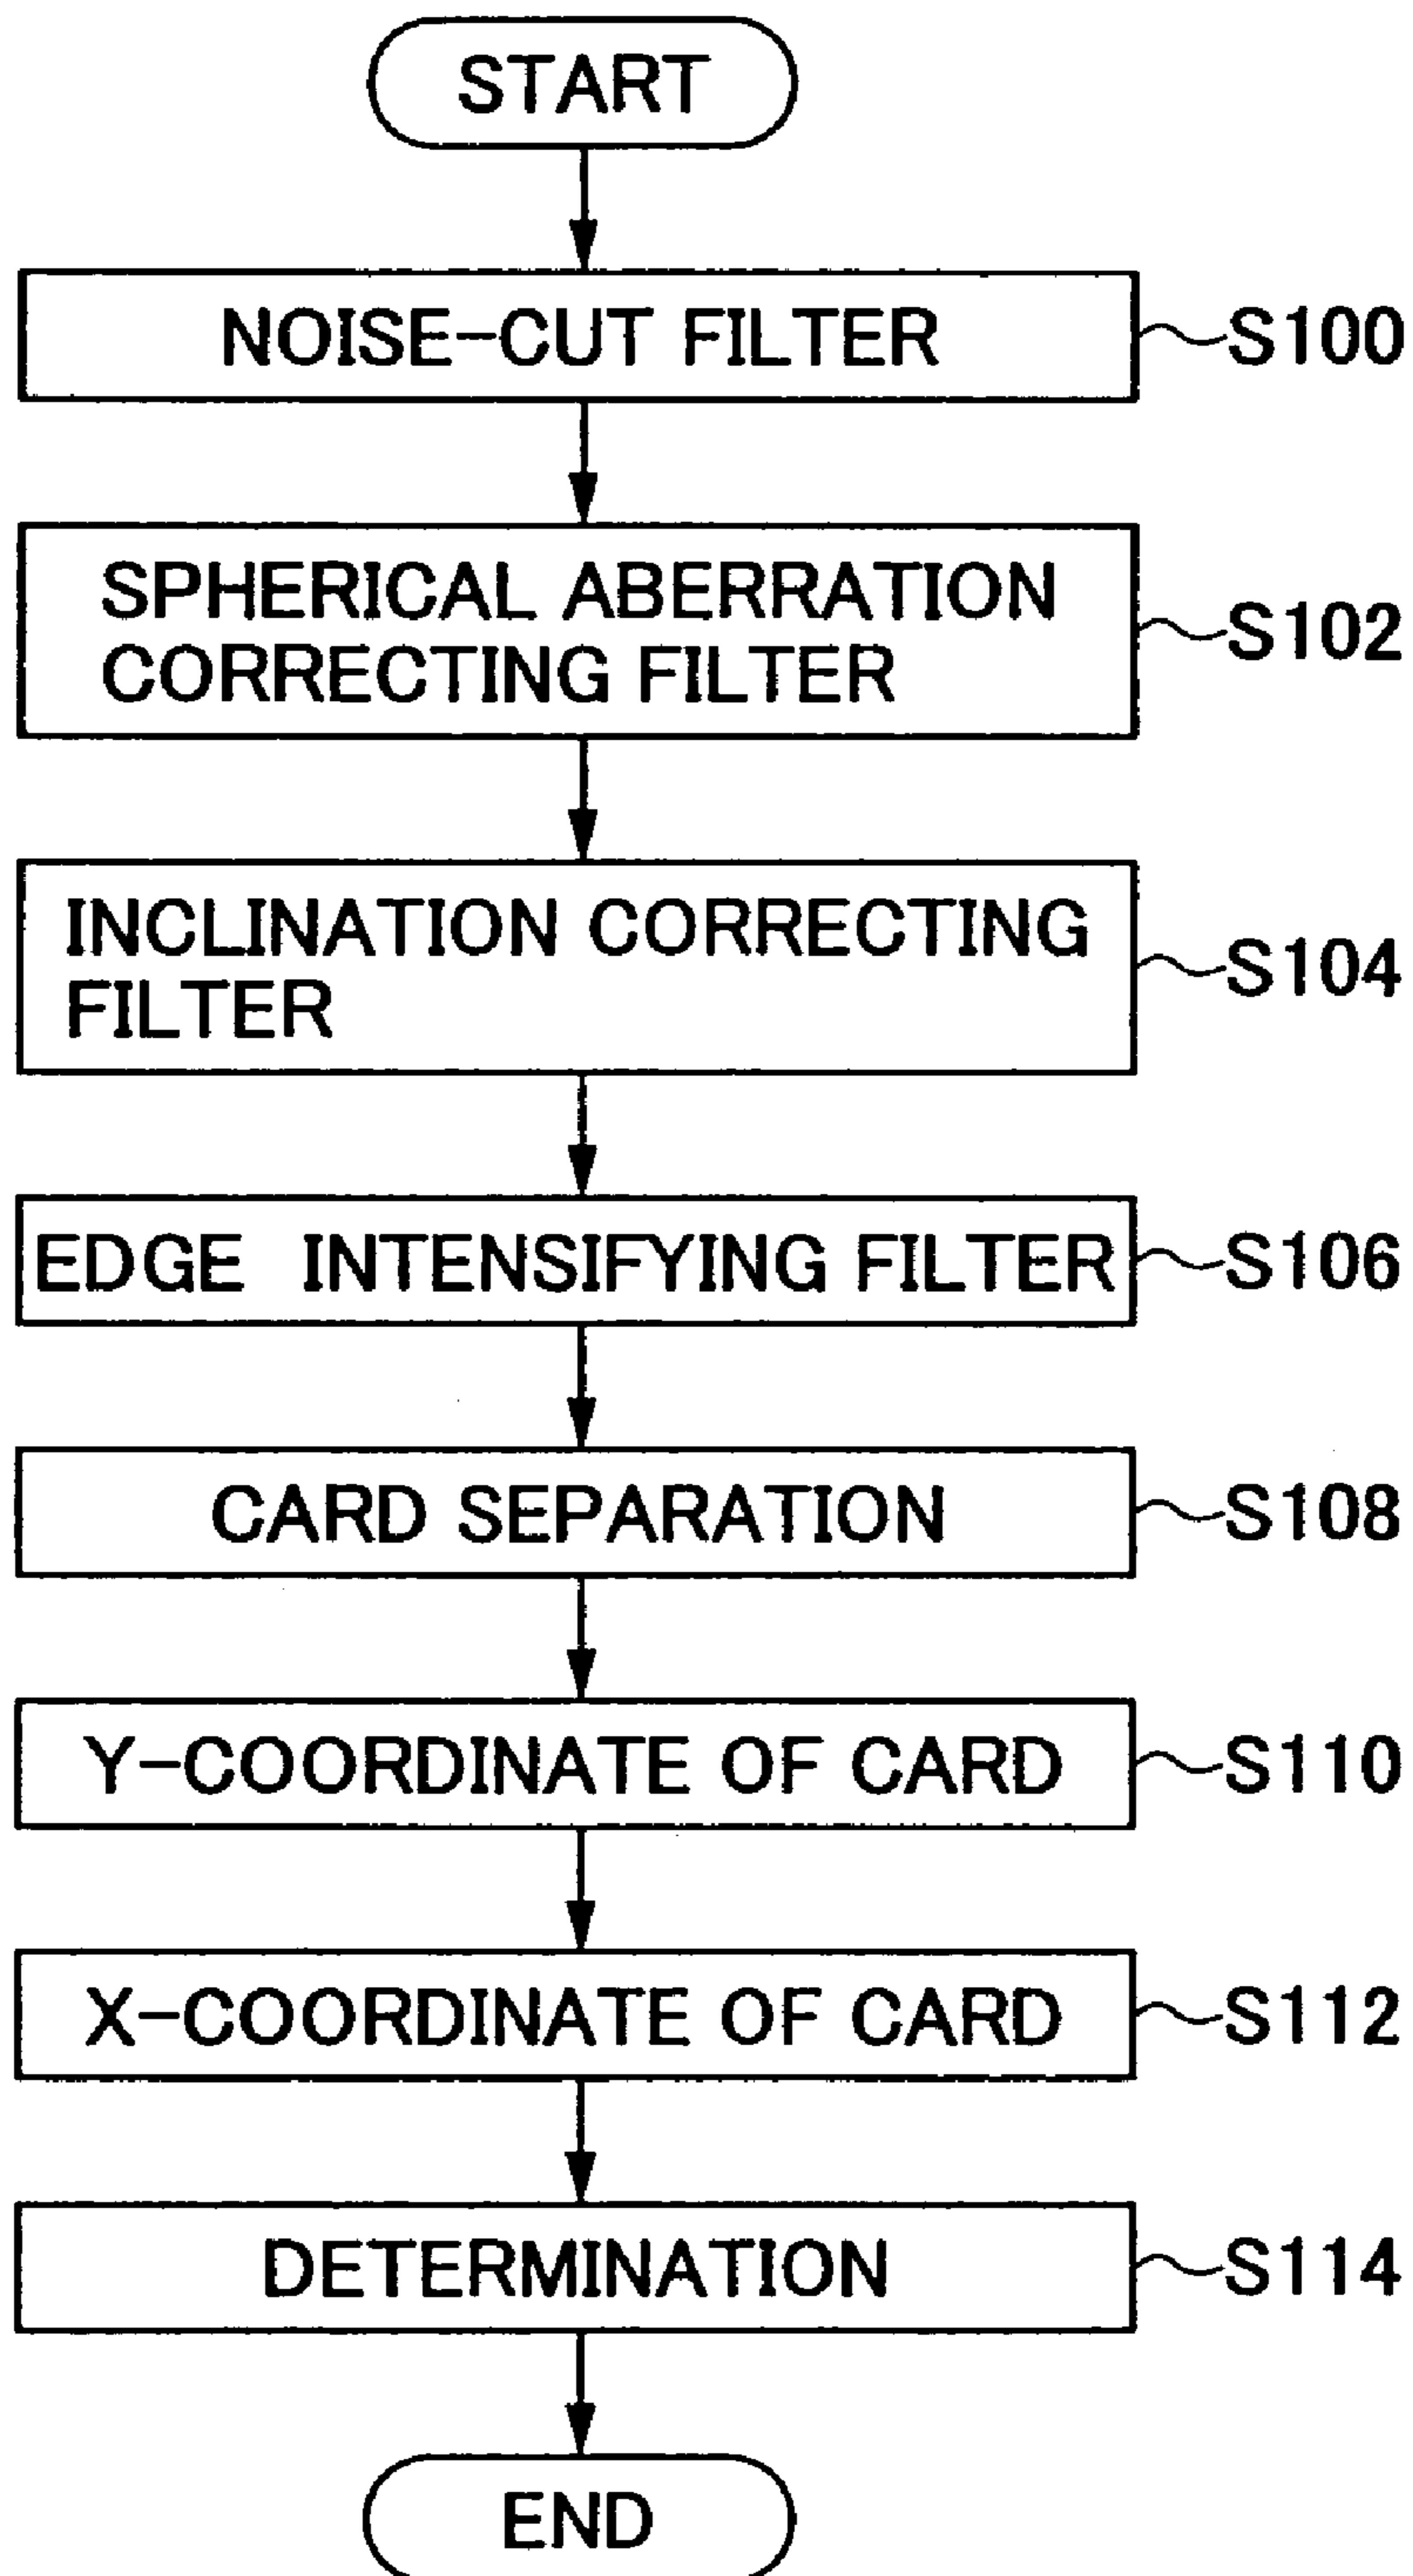 START
NOISE-CUT FILTER
S100
SPHERICAL ABERRATION
CORRECTING FILTER
S102
INCLINATION CORRECTING
FILTER
S104
EDGE INTENSIFYING FILTER
S106
CARD SEPARATION
S108
Y-COORDINATE OF CARD
S110
X-COORDINATE OF CARD
S112
DETERMINATION
S114
END